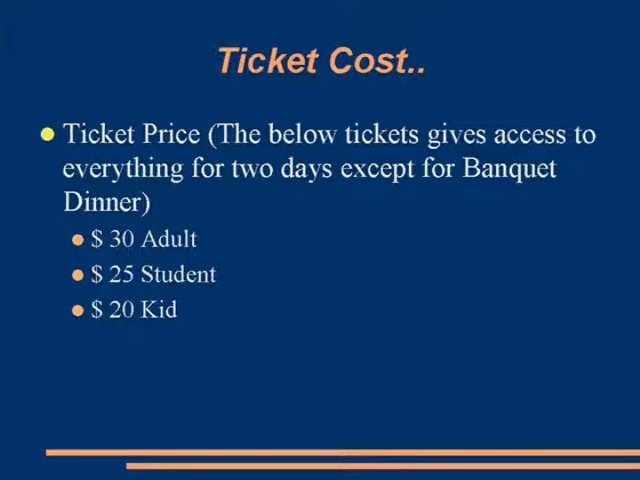 Ticket Cost..
Ticket Price (The below tickets gives access to
everything for two days except for Banquet
Dinner)
$ 30 Adult
$ 25 Student
$ 20 Kid